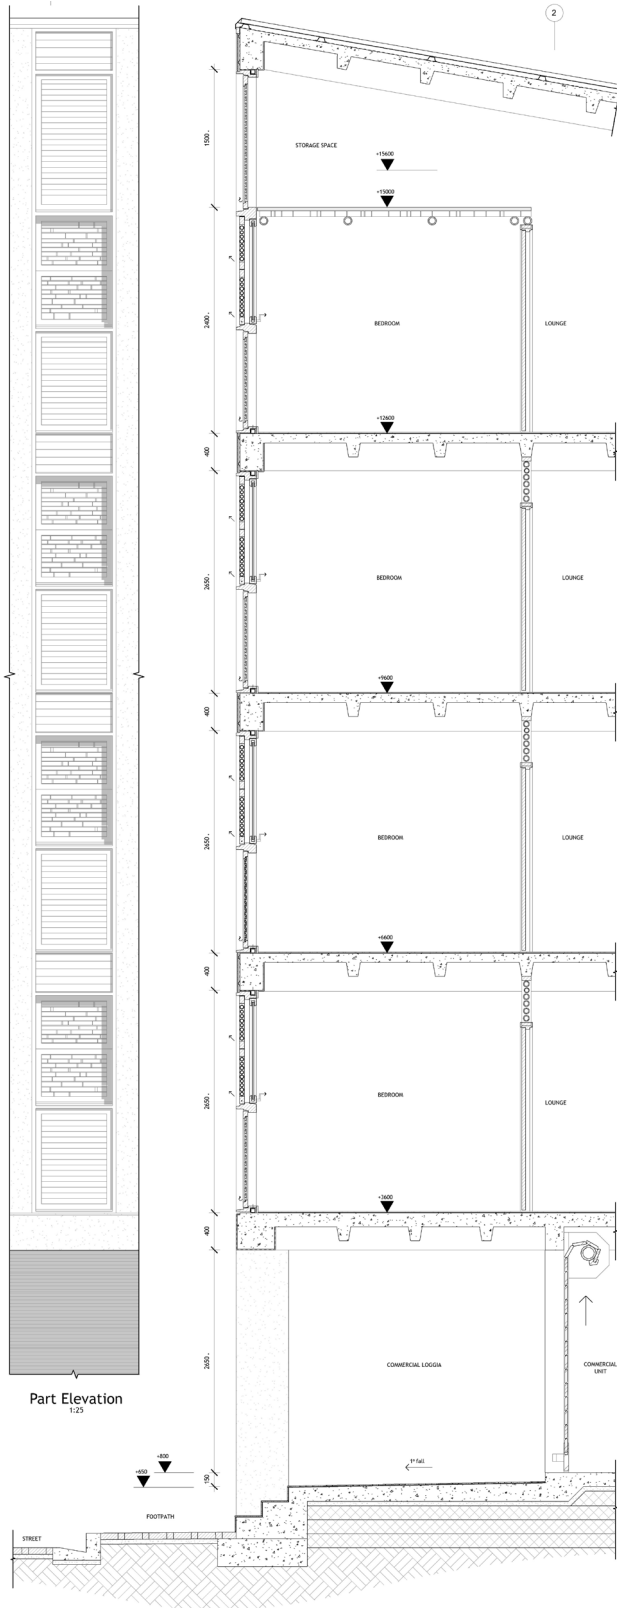 2
1500
STORAGE SPACE
+15600
+15000
2400
BEDROOM
LOUNGE
+12600
400
2650
BEDROOM
LOUNGE
+9600
400
2650
BEDROOM
LOUNGE
+6600
400
2650
BEDROOM
LOUNGE
+3600
400
2650
COMMERCIAL LOGGIA
COMMERCIAL
UNIT
Part Elevation
1:25
1° fall
+800
+650
150
FOOTPATH
STREET